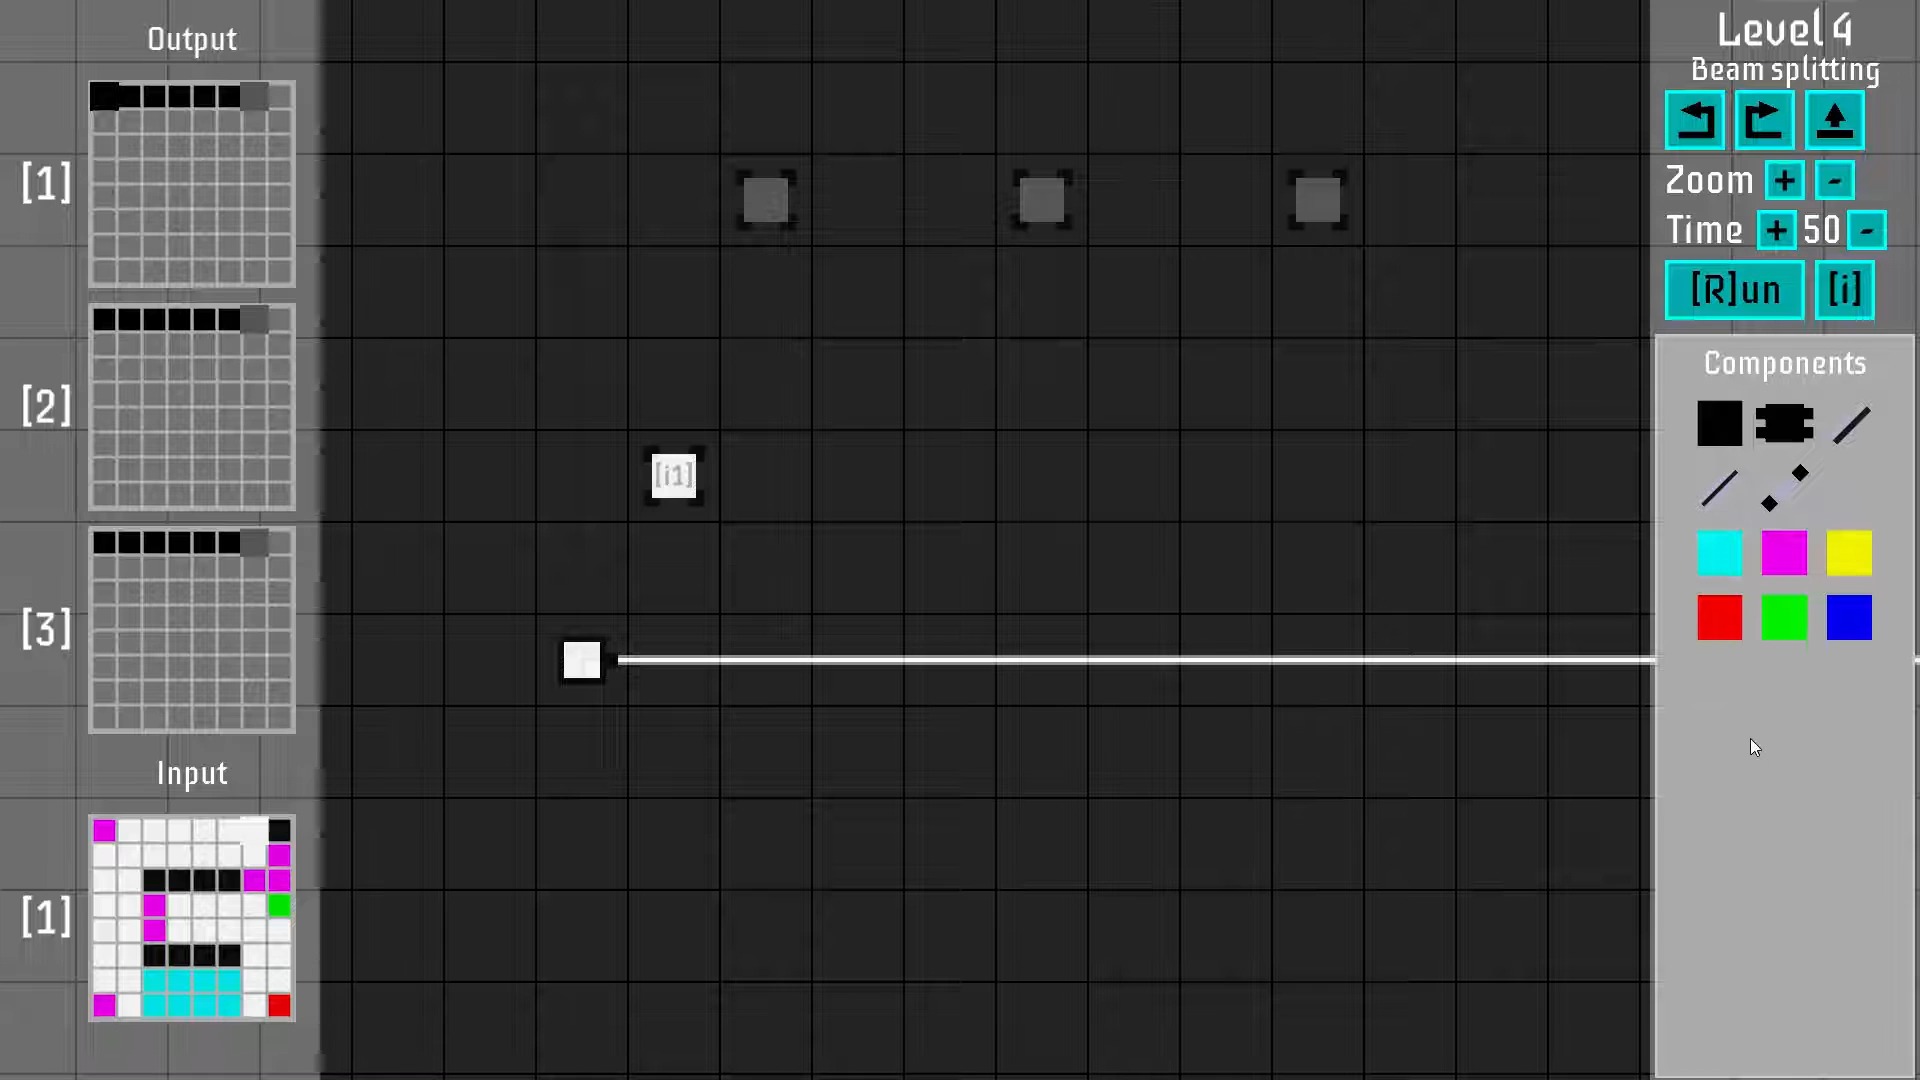 Output
[1]
[2]
[3]
Input
[1]
[i1]
Level 4
Beam splitting
Zoom + -
Time + 50 -
[R]un [i]
Components